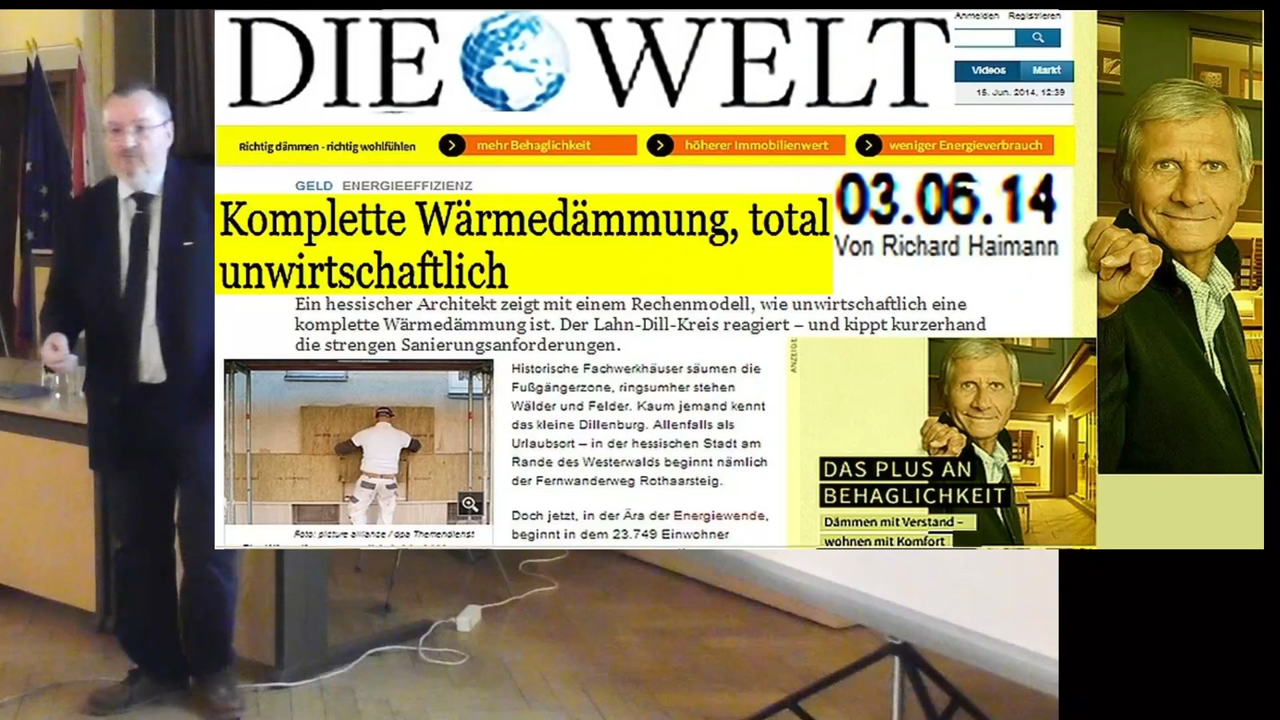 DIE WELT
Anmelden Registrieren
Videos Markt
15. Jun. 2014, 12:39
Richtig dämmen - richtig wohlfühlen
mehr Behaglichkeit
höherer Immobilienwert
weniger Energieverbrauch
GELD ENERGIEEFFIZIENZ
03.06.14
Von Richard Haimann
Komplette Wärmedämmung, total
unwirtschaftlich
Ein hessischer Architekt zeigt mit einem Rechenmodell, wie unwirtschaftlich eine
komplette Wärmedämmung ist. Der Lahn-Dill-Kreis reagiert – und kippt kurzerhand
die strengen Sanierungsanforderungen.
Foto: picture alliance / dpa Themendienst
Historische Fachwerkhäuser säumen die
Fußgängerzone, ringsumher stehen
Wälder und Felder. Kaum jemand kennt
das kleine Dillenburg. Allenfalls als
Urlaubsort – in der hessischen Stadt am
Rande des Westerwalds beginnt nämlich
der Fernwanderweg Rothaarsteig.
Doch jetzt, in der Ära der Energiewende,
beginnt in dem 23.749 Einwohner
ANZEIGE
DAS PLUS AN
BEHAGLICHKEIT
Dämmen mit Verstand –
wohnen mit Komfort